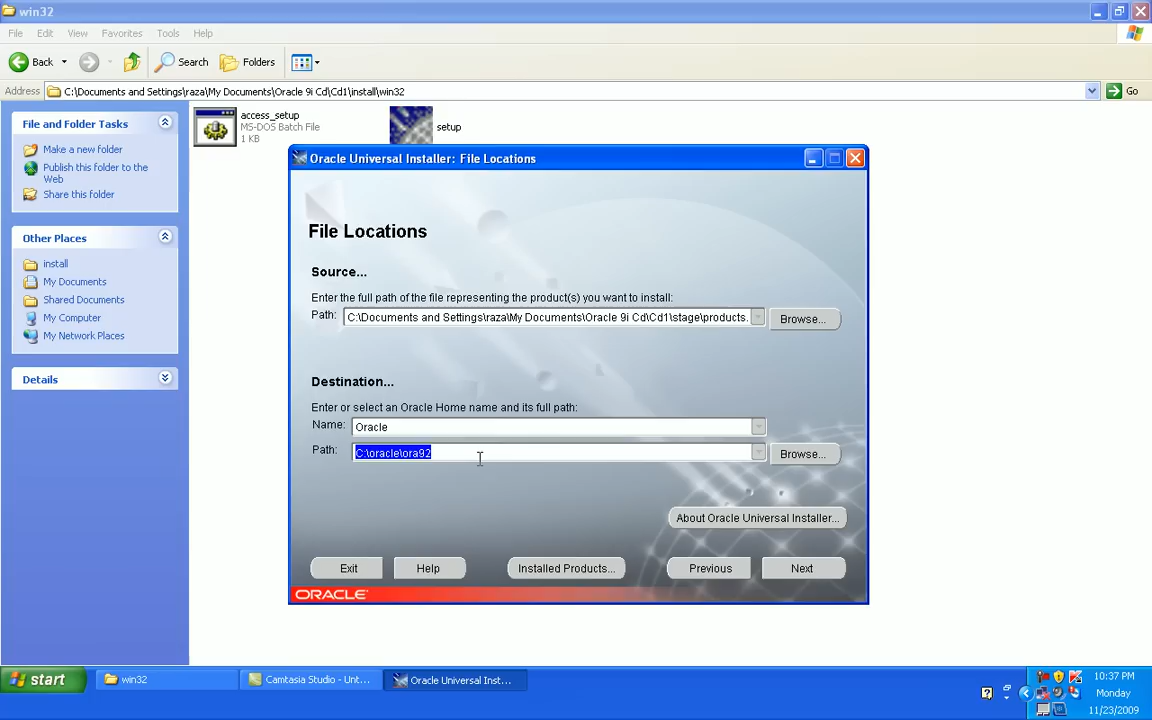 win32
File Edit View Favorites Tools Help
Back Search Folders
Address C:\Documents and Settings\raza\My Documents\Oracle 9i Cd\Cd1\install\win32 Go
File and Folder Tasks
Make a new folder
Publish this folder to the
Web
Share this folder
Other Places
install
My Documents
Shared Documents
My Computer
My Network Places
Details
access_setup
MS-DOS Batch File
1 KB
setup
Oracle Universal Installer: File Locations
File Locations
Source...
Enter the full path of the file representing the product(s) you want to install:
Path: C:\Documents and Settings\raza\My Documents\Oracle 9i Cd\Cd1\stage\products. Browse...
Destination...
Enter or select an Oracle Home name and its full path:
Name: Oracle
Path: C:\oracle\ora92 Browse...
About Oracle Universal Installer...
Exit Help Installed Products... Previous Next
ORACLE
start win32 Camtasia Studio - Unt... Oracle Universal Inst... 10:37 PM
Monday
11/23/2009